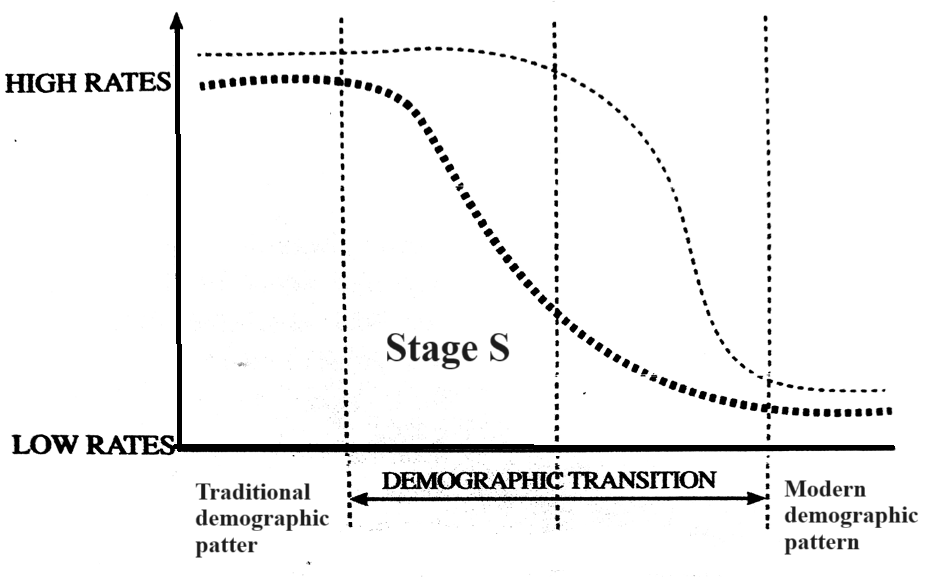 HIGH RATES
Stage S
LOW RATES
DEMOGRAPHIC TRANSITION
Traditional
demographic
patter
Modern
demographic
pattern